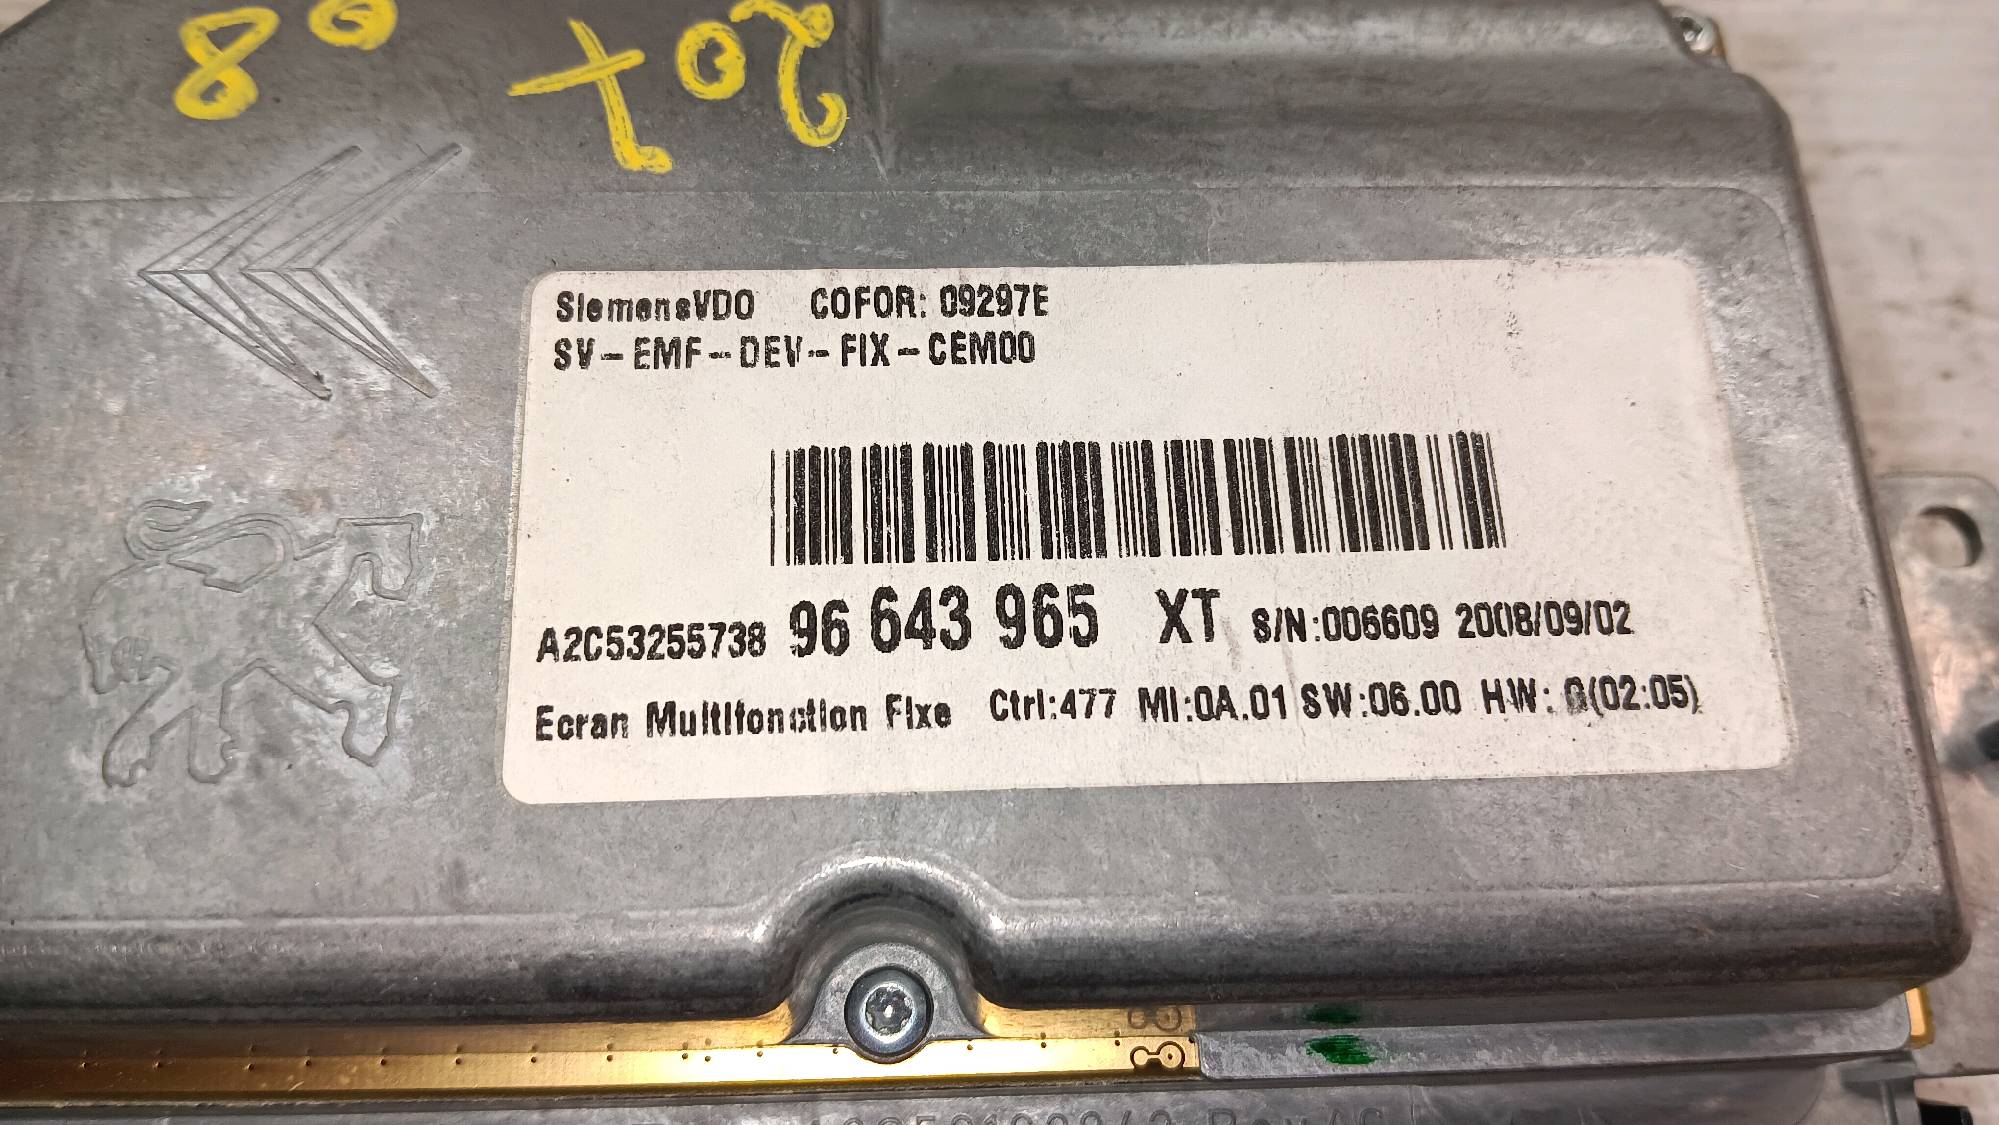 207 08
SiemensVDO COFOR: 09297E
SV-EMF-DEV-FIX-CEM00
A2C53255738 96 643 965 XT S/N:006609 2008/09/02
Ecran Multifonction Fixe Ctrl:477 MI:0A.01 SW:06.00 HW: 0(02:05)